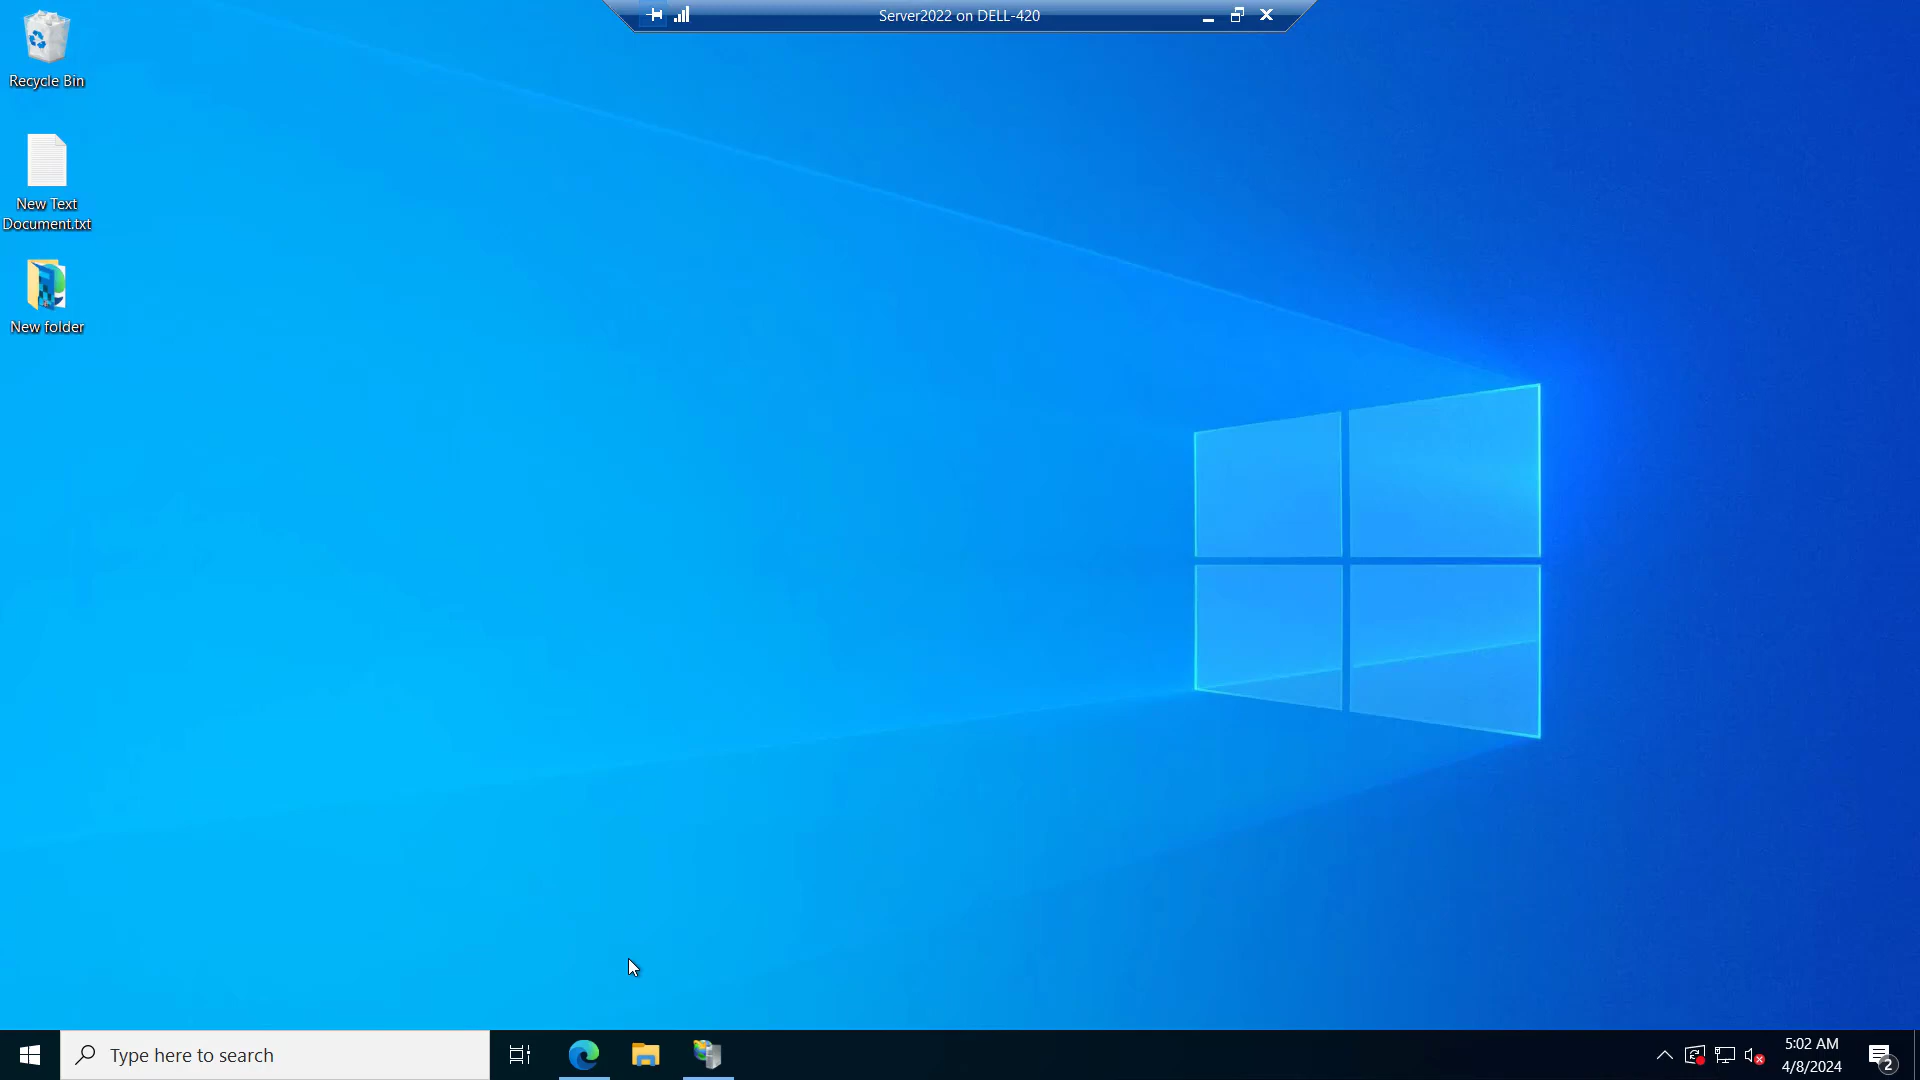 Server2022 on DELL-420
Recycle Bin
New Text
Document.txt
New folder
Type here to search
5:02 AM
4/8/2024
2